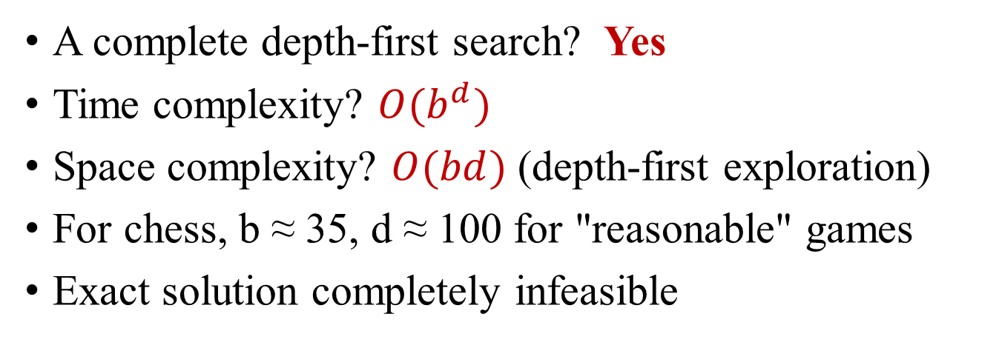 • A complete depth-first search? Yes
• Time complexity? O(b^d)
• Space complexity? O(bd) (depth-first exploration)
• For chess, b ≈ 35, d ≈ 100 for "reasonable" games
• Exact solution completely infeasible